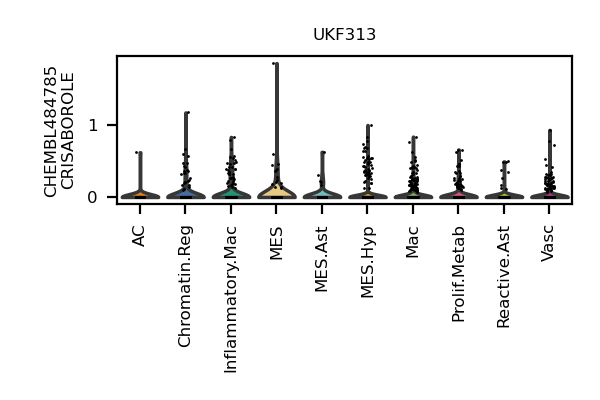 UKF313
CHEMBL484785
CRISABOROLE
1
0
AC
Chromatin.Reg
Inflammatory.Mac
MES
MES.Ast
MES.Hyp
Mac
Prolif.Metab
Reactive.Ast
Vasc